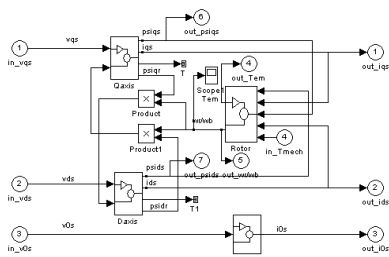 6
psiqs
out_psiqs
vqs
iqs
1
4
1
in_vqs
T
out_Tem
out_iqs
psiqr
Qaxis
Scope1
Tem
Product
wr/wb
Product1
Rotor
4
in_Tmech
psids
7
5
out_psids
out_wr/wb
2
vds
ids
2
in_vds
T1
out_ids
psidr
Daxis
3
v0s
i0s
3
in_v0s
out_i0s